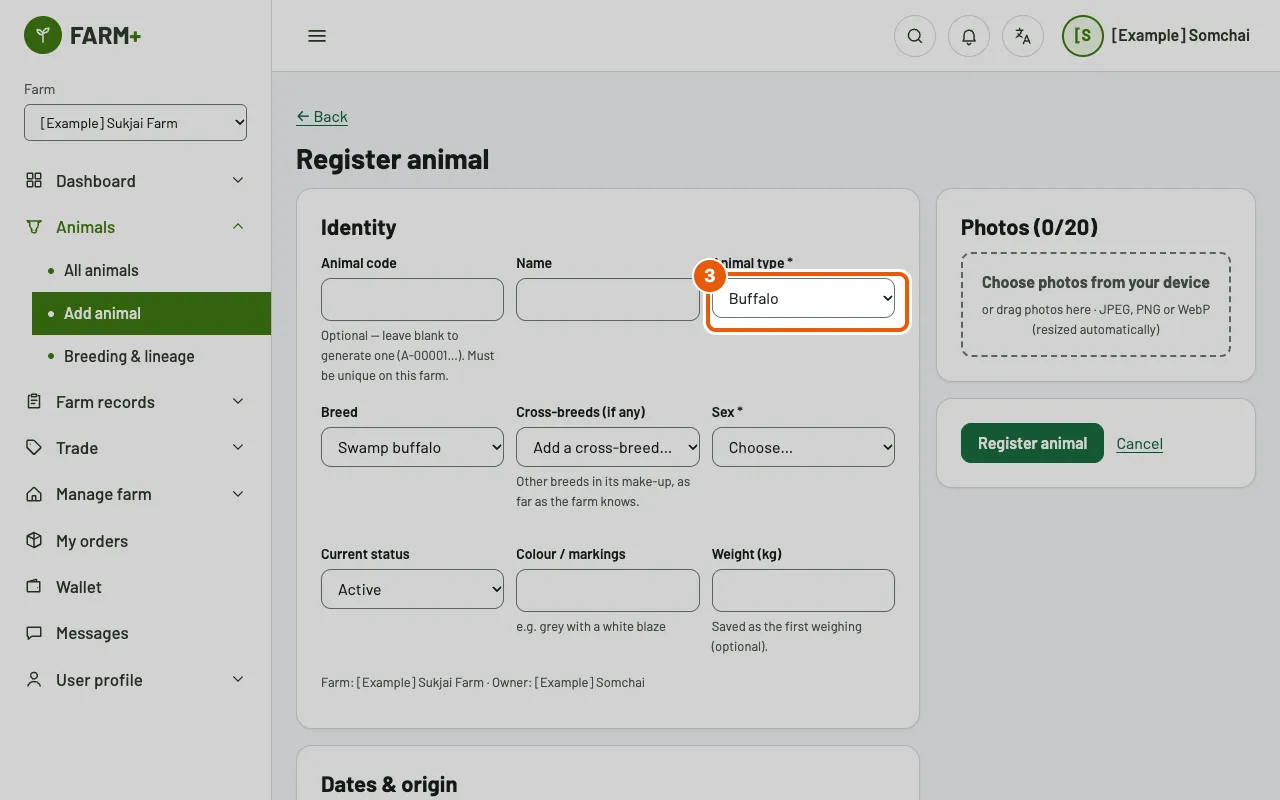 FARM+
[S
[Example] Somchai
Farm
[Example] Sukjai Farm
Dashboard
Animals
All animals
Add animal
Breeding & lineage
Farm records
Trade
Manage farm
My orders
Wallet
Messages
User profile
← Back
Register animal
Identity
Animal code
Optional — leave blank to
generate one (A-00001…). Must
be unique on this farm.
Name
3
Animal type *
Buffalo
Breed
Swamp buffalo
Cross-breeds (if any)
Add a cross-breed…
Other breeds in its make-up, as
far as the farm knows.
Sex *
Choose…
Current status
Active
Colour / markings
e.g. grey with a white blaze
Weight (kg)
Saved as the first weighing
(optional).
Farm: [Example] Sukjai Farm · Owner: [Example] Somchai
Dates & origin
Photos (0/20)
Choose photos from your device
or drag photos here · JPEG, PNG or WebP
(resized automatically)
Register animal
Cancel